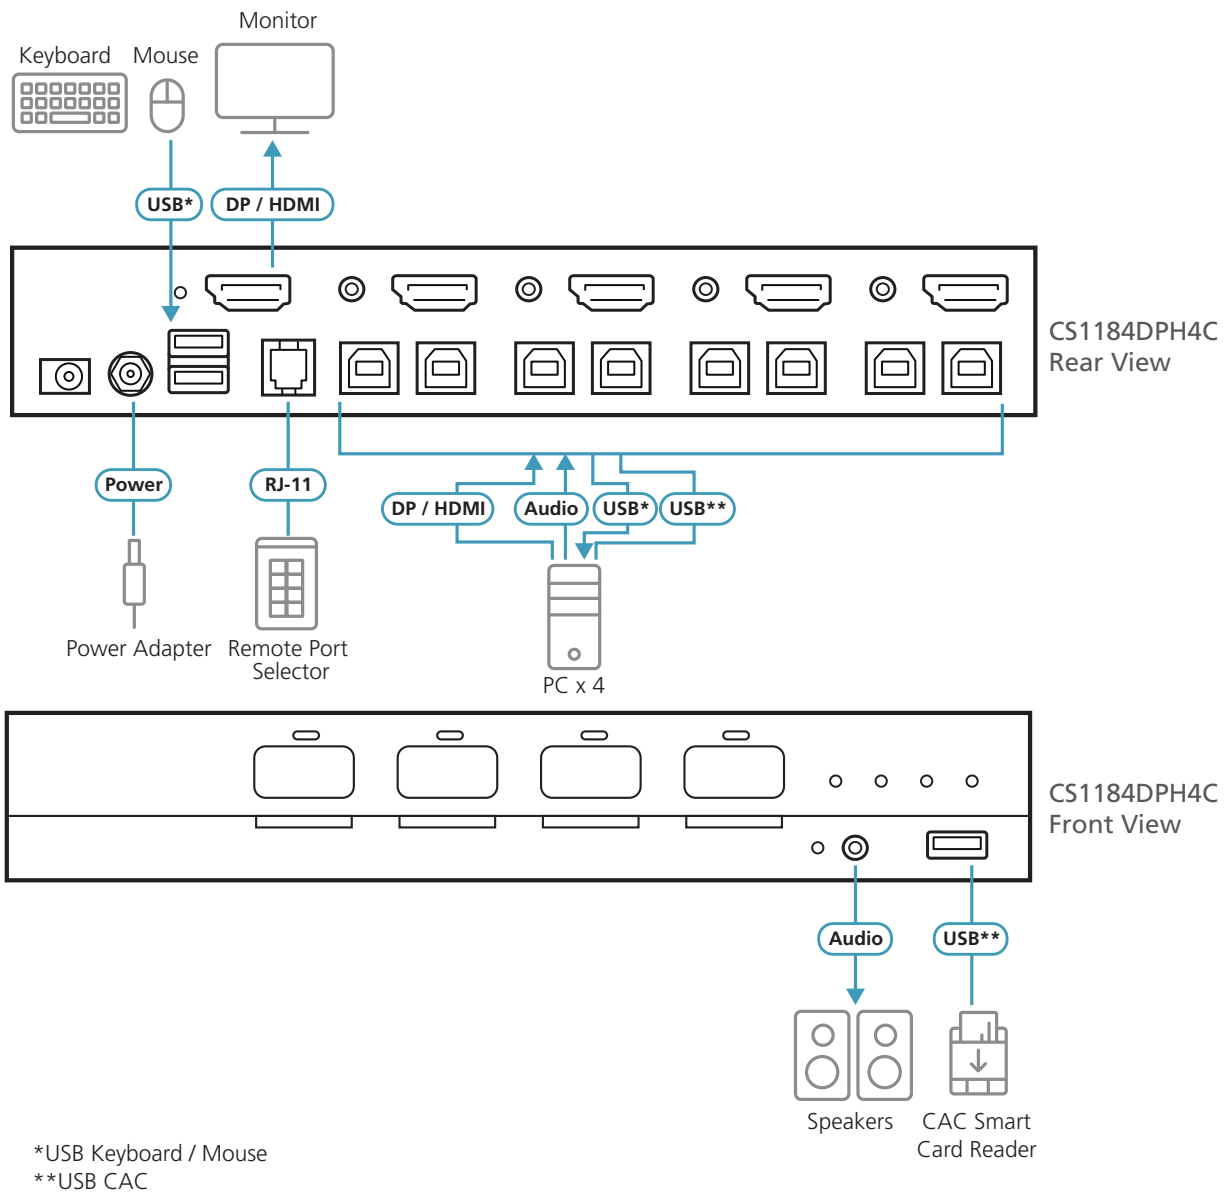 Monitor
Keyboard
Mouse
USB*
DP / HDMI
CS1184DPH4C
Rear View
Power
RJ-11
DP / HDMI
Audio
USB*
USB**
Power Adapter
Remote Port
Selector
PC x 4
CS1184DPH4C
Front View
Audio
USB**
Speakers
CAC Smart
Card Reader
*USB Keyboard / Mouse
**USB CAC